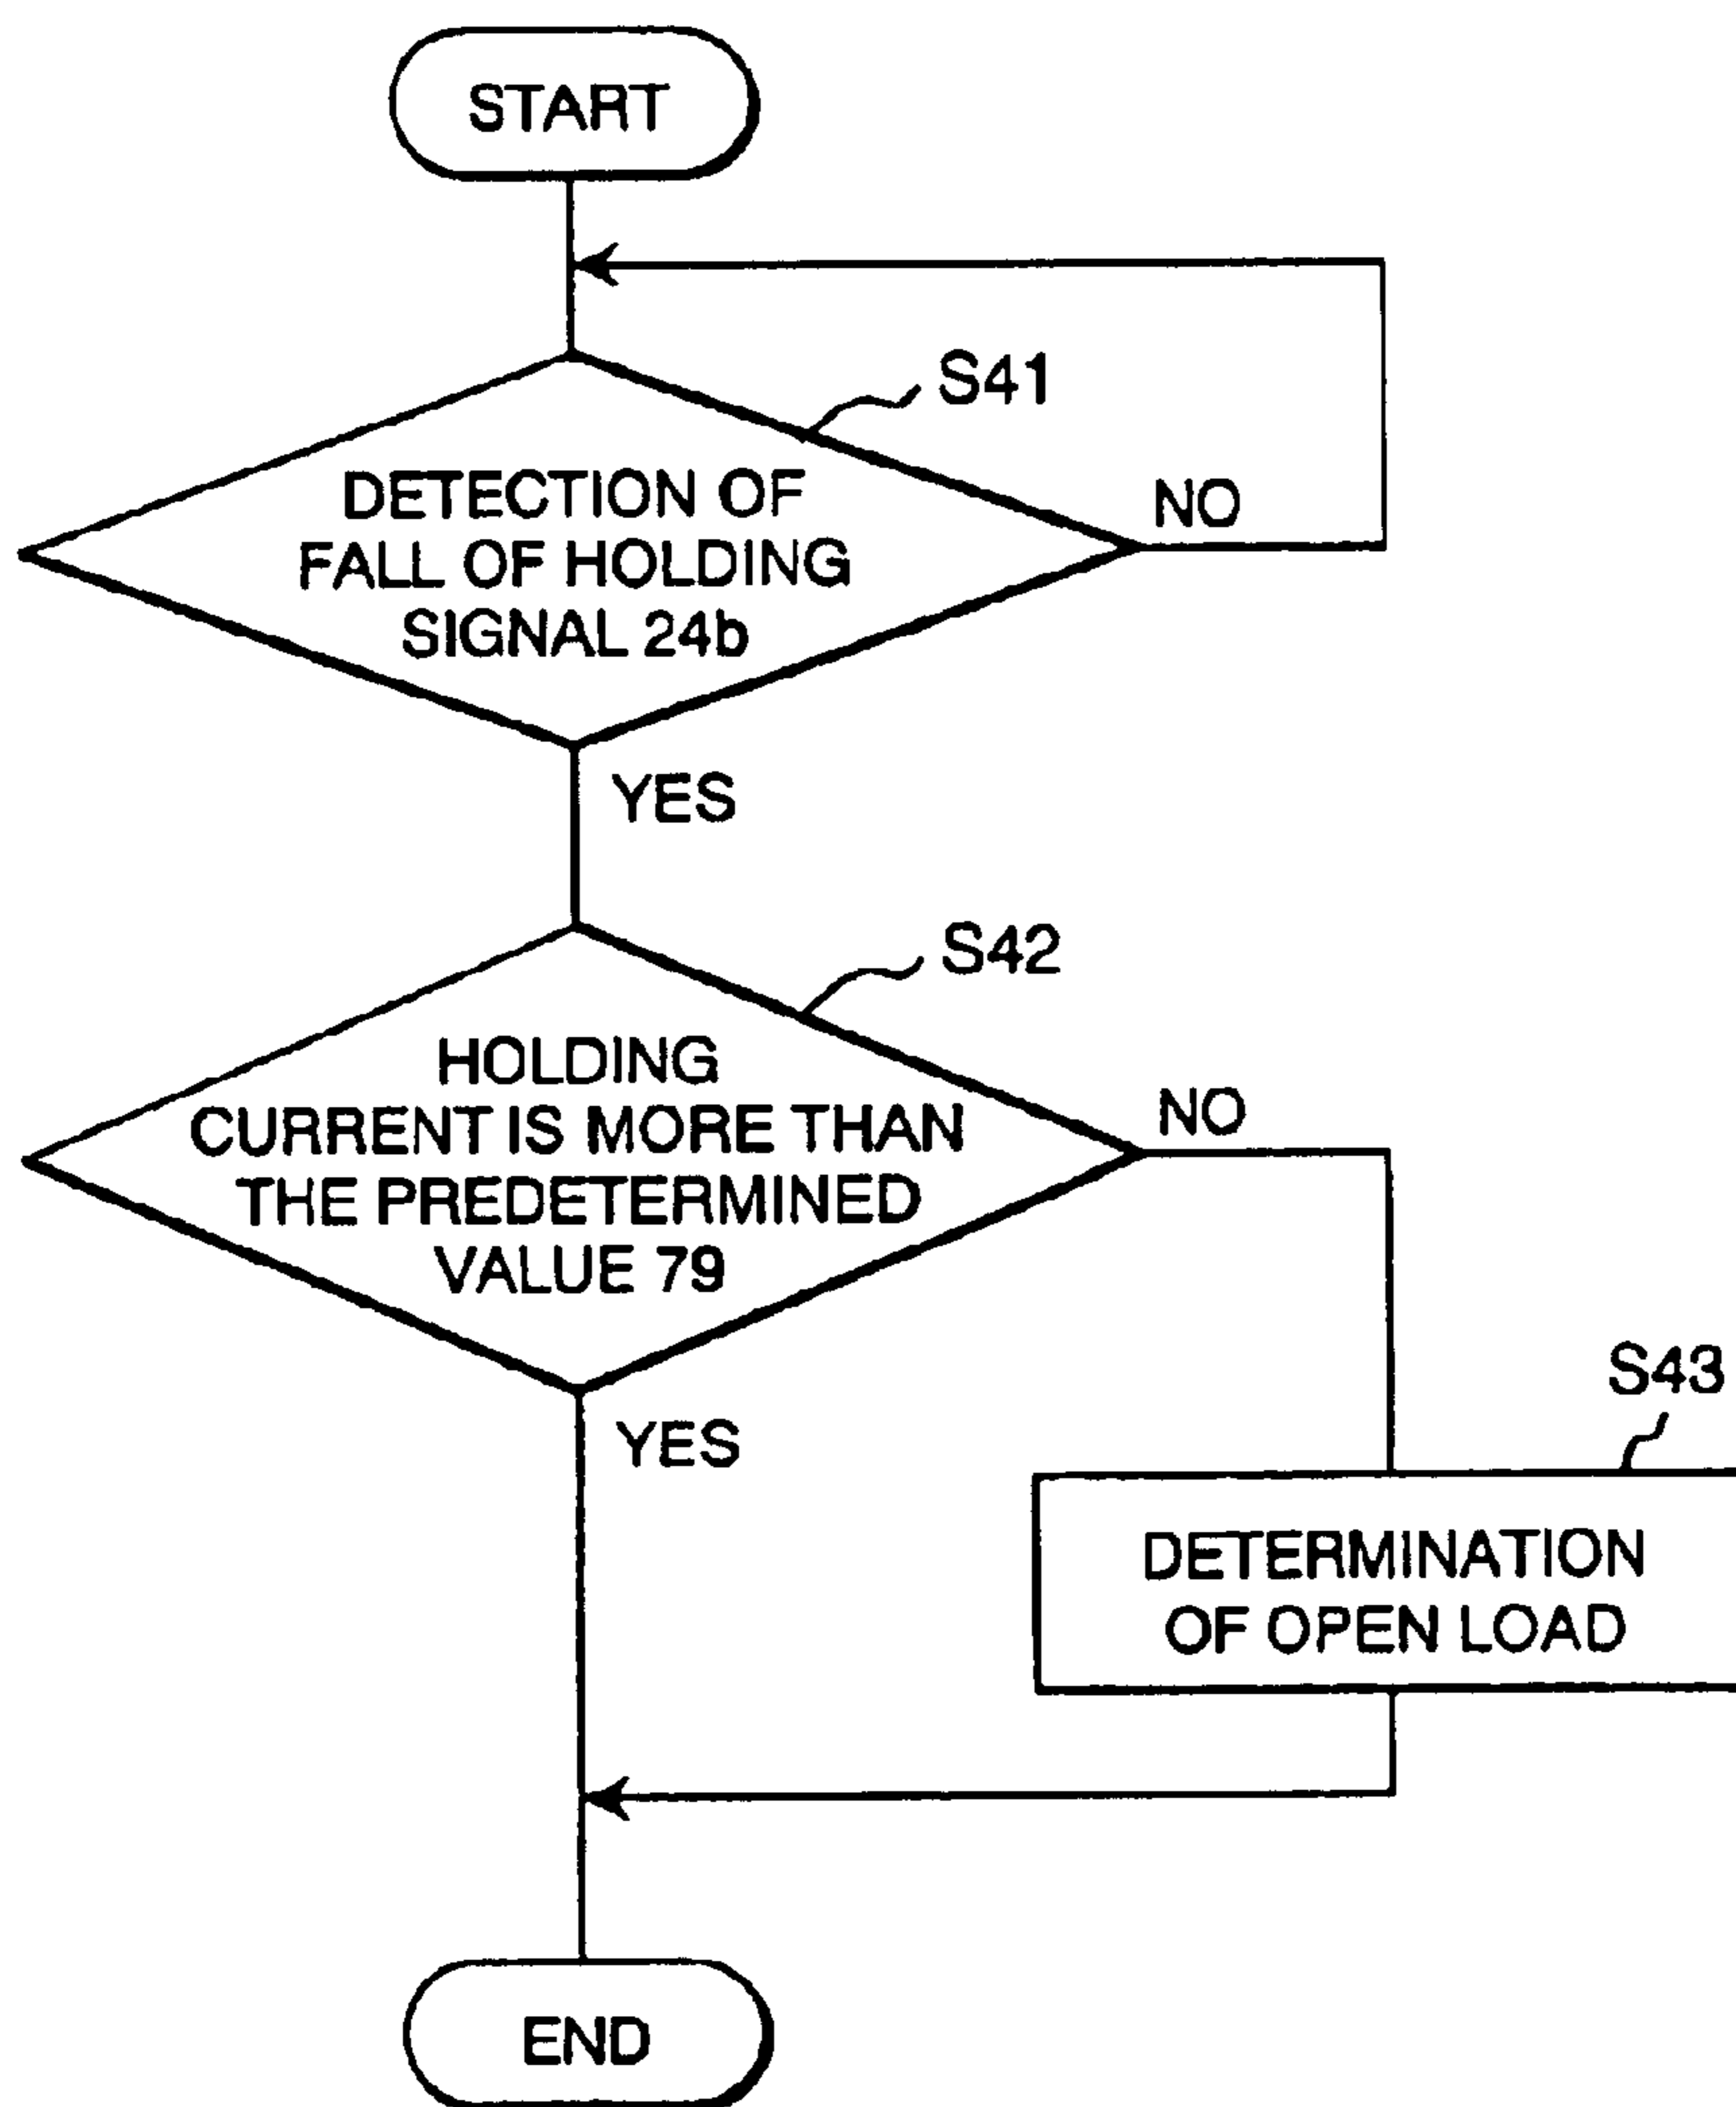 START
S41
DETECTION OF
FALL OF HOLDING
SIGNAL 24b
NO
YES
S42
HOLDING
CURRENT IS MORE THAN
THE PREDETERMINED
VALUE 79
NO
YES
S43
DETERMINATION
OF OPEN LOAD
END